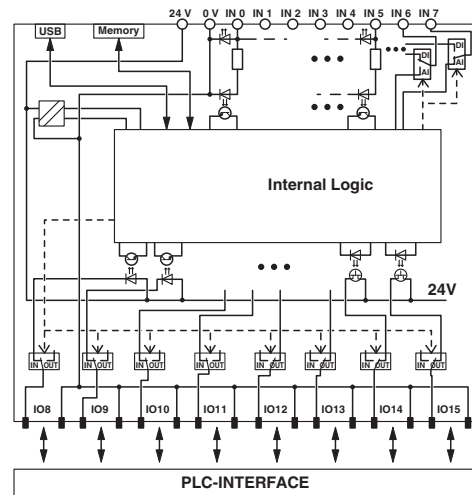 24 V 0 V IN 0 IN 1 IN 2 IN 3 IN 4 IN 5 IN 6 IN 7
USB Memory
DI
AI
DI
AI
Internal Logic
24V
IN OUT IN OUT IN OUT IN OUT IN OUT IN OUT IN OUT IN OUT
IO8 IO9 IO10 IO11 IO12 IO13 IO14 IO15
PLC-INTERFACE